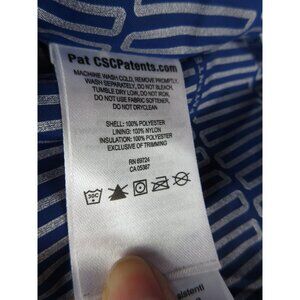 Pat CSCPatents.com
MACHINE WASH COLD, REMOVE PROMPTLY,
WASH SEPARATELY, DO NOT BLEACH,
TUMBLE DRY LOW, DO NOT IRON,
DO NOT USE FABRIC SOFTENER,
DO NOT DRYCLEAN
SHELL: 100% POLYESTER
LINING: 100% NYLON
INSULATION: 100% POLYESTER
EXCLUSIVE OF TRIMMING
RN 69724
CA 05367
30C